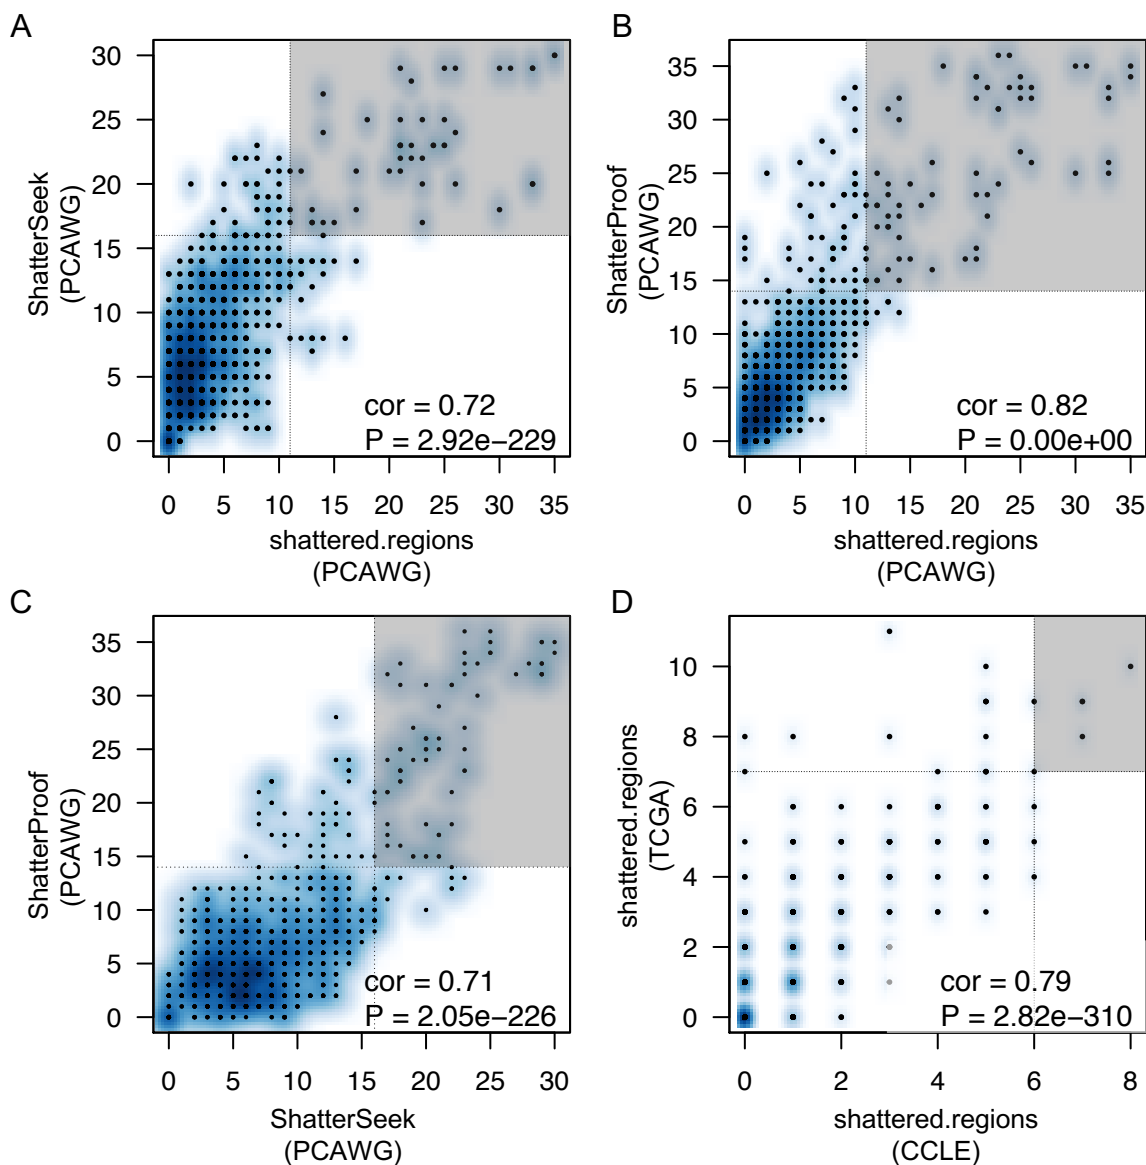 A
ShatterSeek
(PCAWG)
30
25
20
15
10
5
0
cor = 0.72
P = 2.92e−229
0 5 10 15 20 25 30 35
shattered.regions
(PCAWG)
B
ShatterProof
(PCAWG)
35
30
25
20
15
10
5
0
cor = 0.82
P = 0.00e+00
0 5 10 15 20 25 30 35
shattered.regions
(PCAWG)
C
ShatterProof
(PCAWG)
35
30
25
20
15
10
5
0
cor = 0.71
P = 2.05e−226
0 5 10 15 20 25 30
ShatterSeek
(PCAWG)
D
shattered.regions
(TCGA)
10
8
6
4
2
0
cor = 0.79
P = 2.82e−310
0 2 4 6 8
shattered.regions
(CCLE)